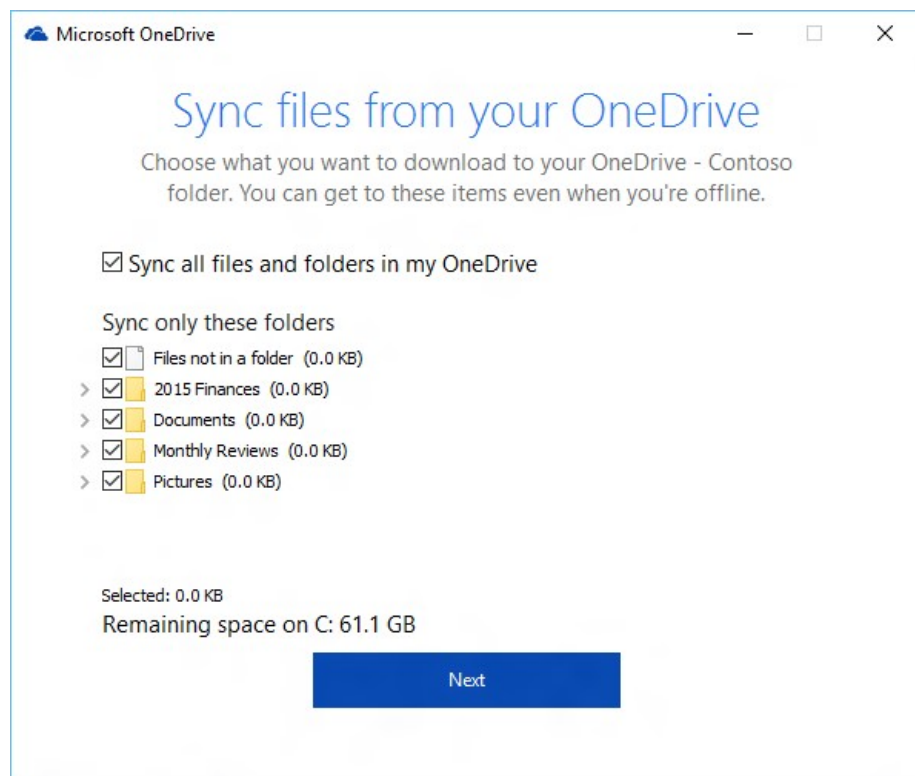 Microsoft OneDrive
Sync files from your OneDrive
Choose what you want to download to your OneDrive - Contoso
folder. You can get to these items even when you're offline.
Sync all files and folders in my OneDrive
Sync only these folders
Files not in a folder (0.0 KB)
2015 Finances (0.0 KB)
Documents (0.0 KB)
Monthly Reviews (0.0 KB)
Pictures (0.0 KB)
Selected: 0.0 KB
Remaining space on C: 61.1 GB
Next